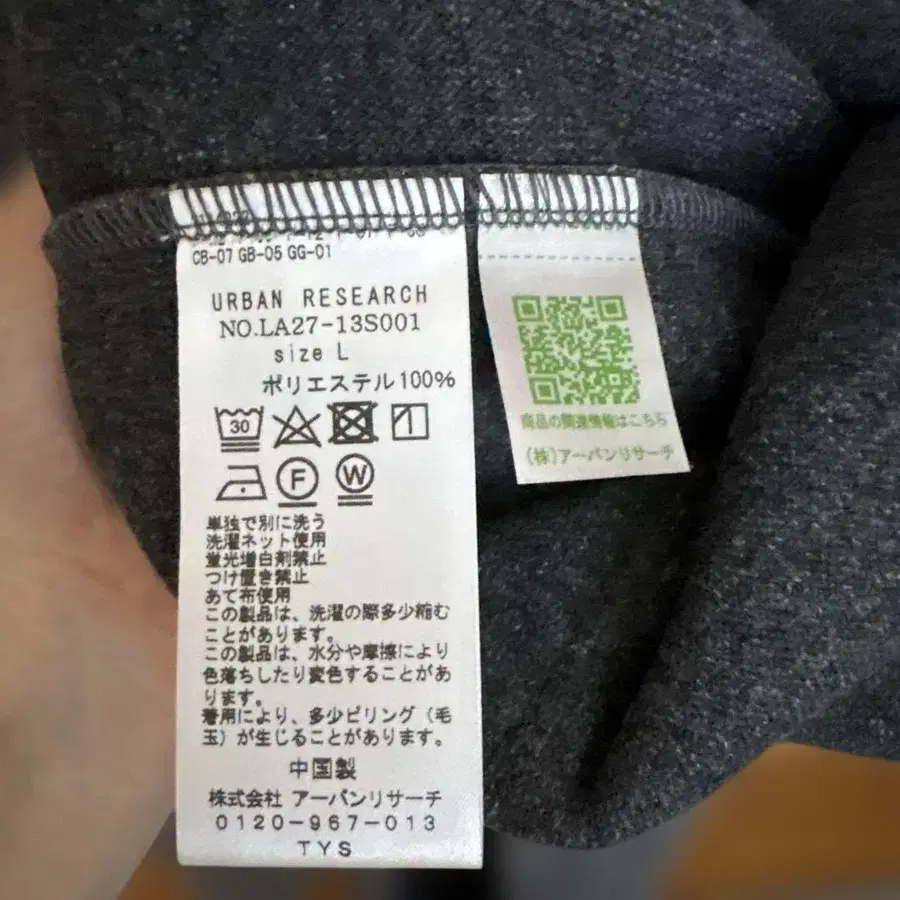 CB-07 GB-05 GG-01
URBAN RESEARCH
NO.LA27-13S001
size L
ポリエステル100%
30
F
W
単独で別に洗う
洗濯ネット使用
蛍光増白剤禁止
つけ置き禁止
あて布使用
この製品は、洗濯の際多少縮む
ことがあります。
この製品は、水分や摩擦により
色落ちしたり変色することがあ
ります。
着用により、多少ピリング（毛
玉）が生じることがあります。
中国製
株式会社 アーバンリサーチ
0120-967-013
TYS
商品の関連情報はこちら
（株）アーバンリサーチ